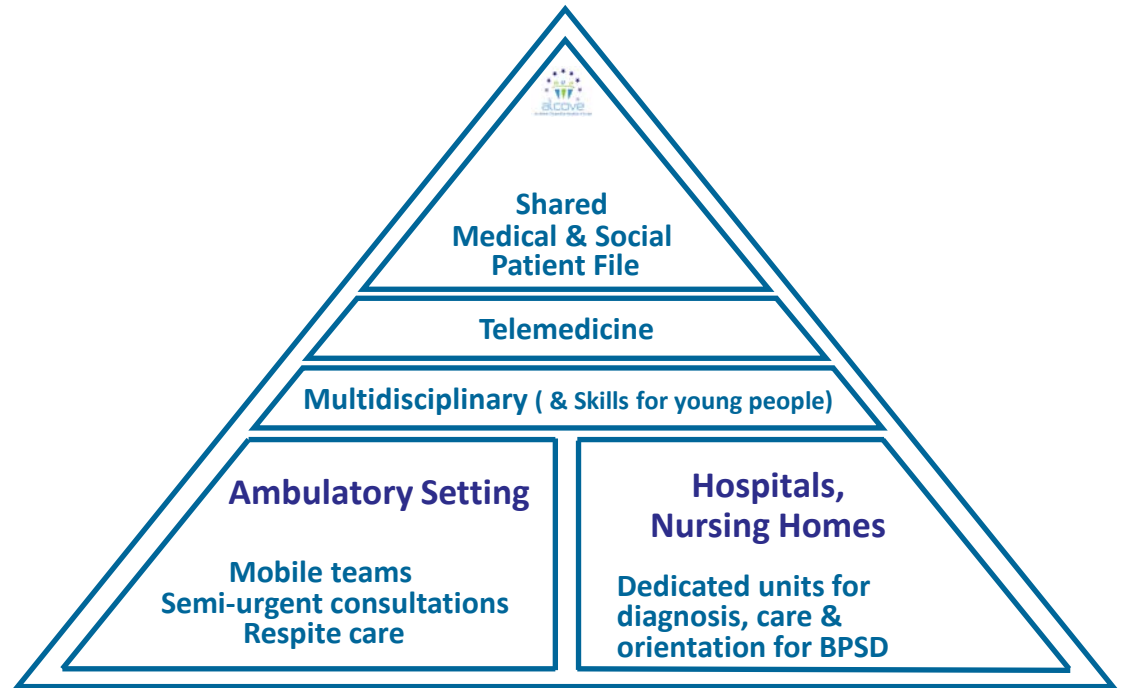 alcove
Shared
Medical & Social
Patient File
Telemedicine
Multidisciplinary ( & Skills for young people)
Ambulatory Setting
Mobile teams
Semi-urgent consultations
Respite care
Hospitals,
Nursing Homes
Dedicated units for
diagnosis, care &
orientation for BPSD